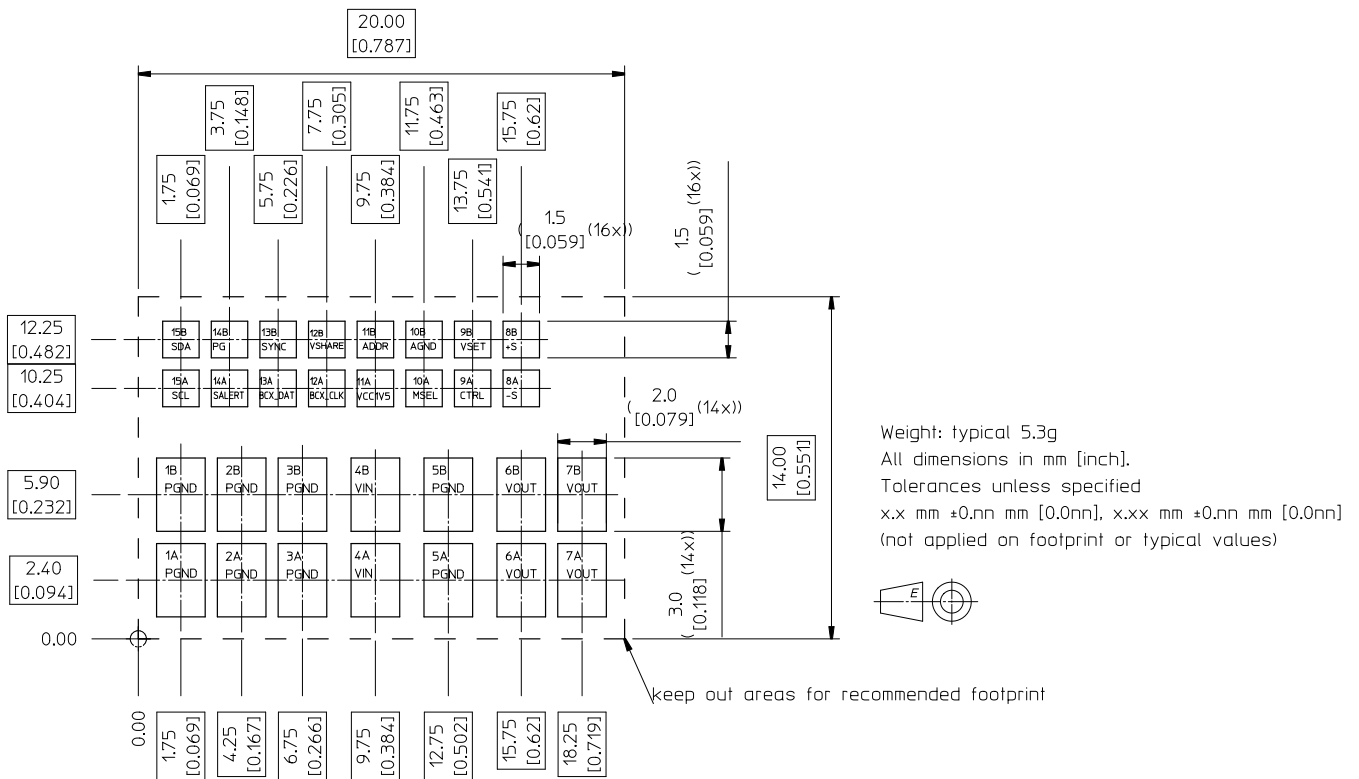 20.00
[0.787]
3.75
[0.148]
7.75
[0.305]
11.75
[0.463]
15.75
[0.62]
1.75
[0.069]
5.75
[0.226]
9.75
[0.384]
13.75
[0.541]
( 1.5
[0.059] (16x))
( 1.5
[0.059] (16x))
12.25
[0.482]
15B
SDA
14B
PG
13B
SYNC
12B
VSHARE
11B
ADDR
10B
AGND
9B
VSET
8B
+S
10.25
[0.404]
15A
SCL
14A
SALERT
13A
BCX_DAT
12A
BCX_CLK
11A
VCC1V5
10A
MSEL
9A
CTRL
8A
-S
( 2.0
[0.079] (14x))
14.00
[0.551]
Weight: typical 5.3g
All dimensions in mm [inch].
Tolerances unless specified
x.x mm ±0.nn mm [0.0nn], x.xx mm ±0.nn mm [0.0nn]
(not applied on footprint or typical values)
E
5.90
[0.232]
1B
PGND
2B
PGND
3B
PGND
4B
VIN
5B
PGND
6B
VOUT
7B
VOUT
2.40
[0.094]
1A
PGND
2A
PGND
3A
PGND
4A
VIN
5A
PGND
6A
VOUT
7A
VOUT
( 3.0
[0.118] (14x))
0.00
keep out areas for recommended footprint
0.00
1.75
[0.069]
4.25
[0.167]
6.75
[0.266]
9.75
[0.384]
12.75
[0.502]
15.75
[0.62]
18.25
[0.719]